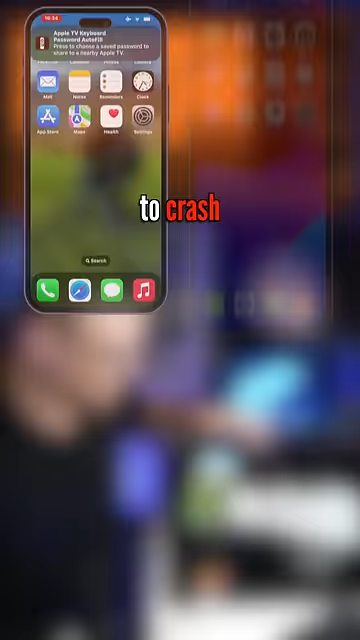 16:34
Apple TV Keyboard
Password AutoFill
Press to choose a saved password to
share to a nearby Apple TV.
Mail
Notes
Reminders
Clock
App Store
Maps
Health
Settings
to crash
Search